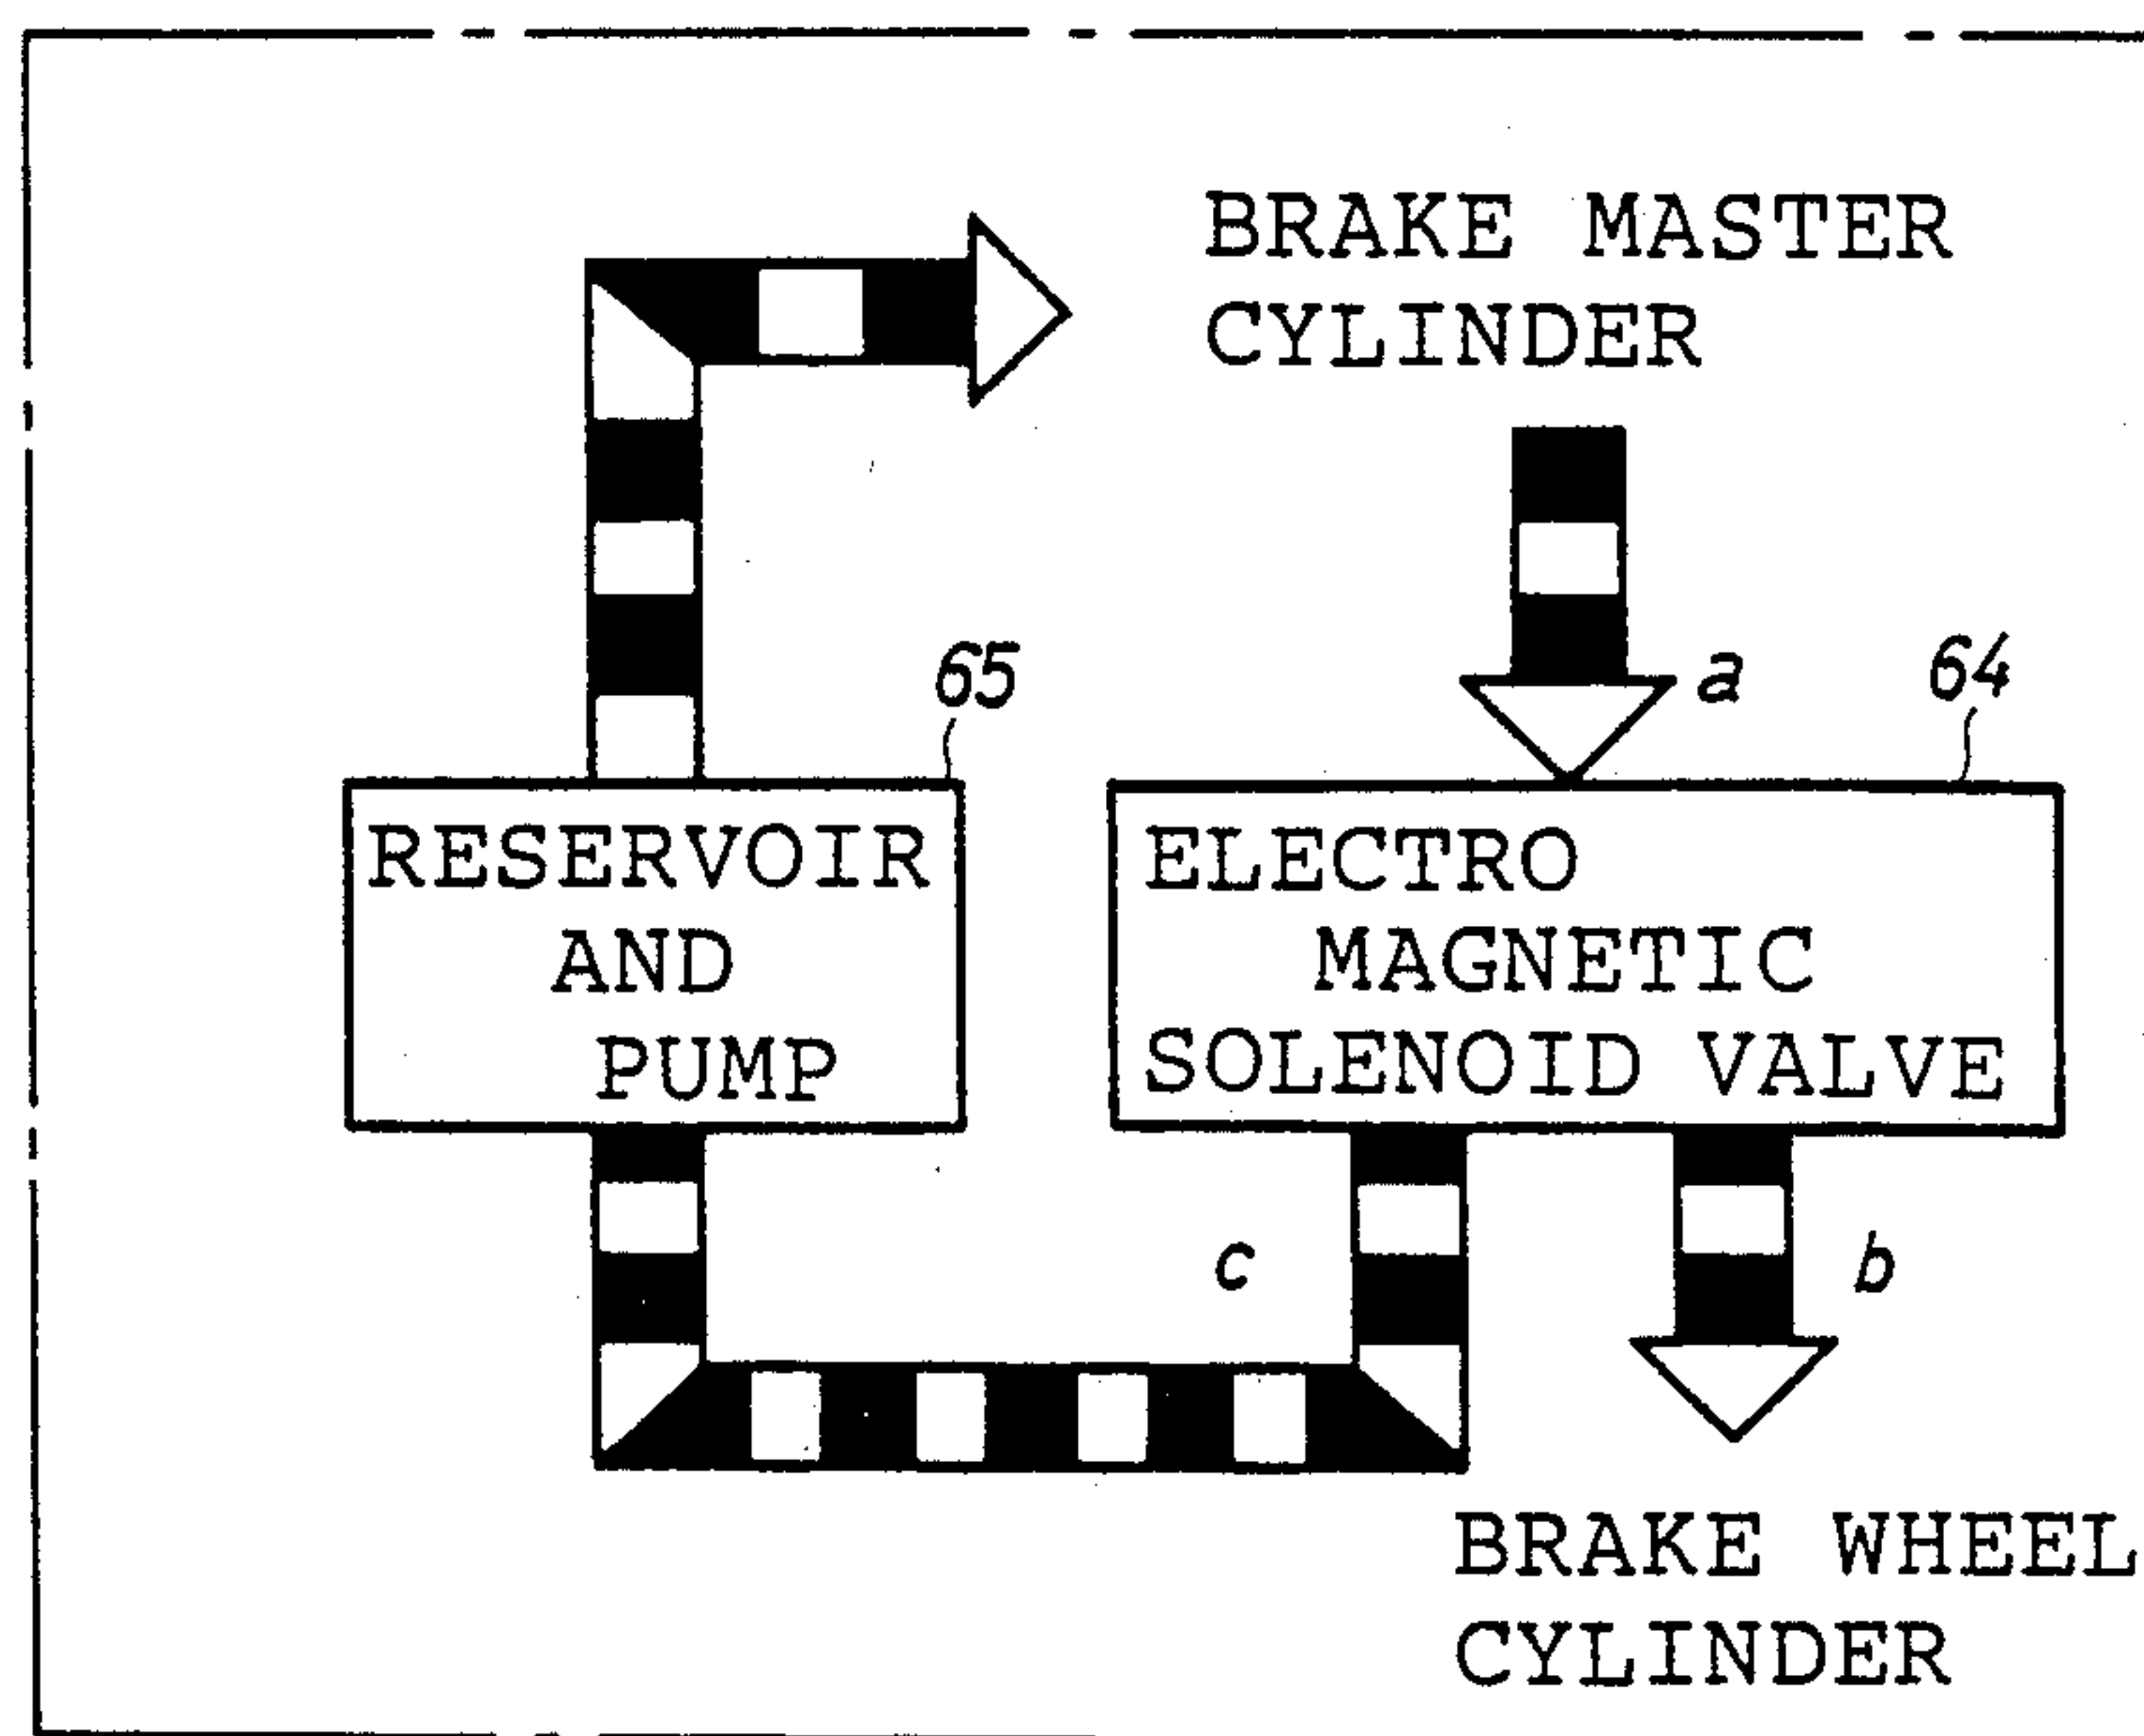 BRAKE MASTER
CYLINDER
65
a
64
RESERVOIR
AND
PUMP
ELECTRO
MAGNETIC
SOLENOID VALVE
c
b
BRAKE WHEEL
CYLINDER